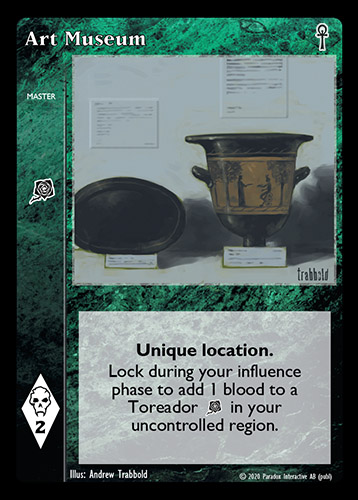 Art Museum
MASTER
trabbold
Unique location.
Lock during your influence
phase to add 1 blood to a
Toreador in your
uncontrolled region.
2
Illus: Andrew Trabbold
© 2020 Paradox Interactive AB (publ)